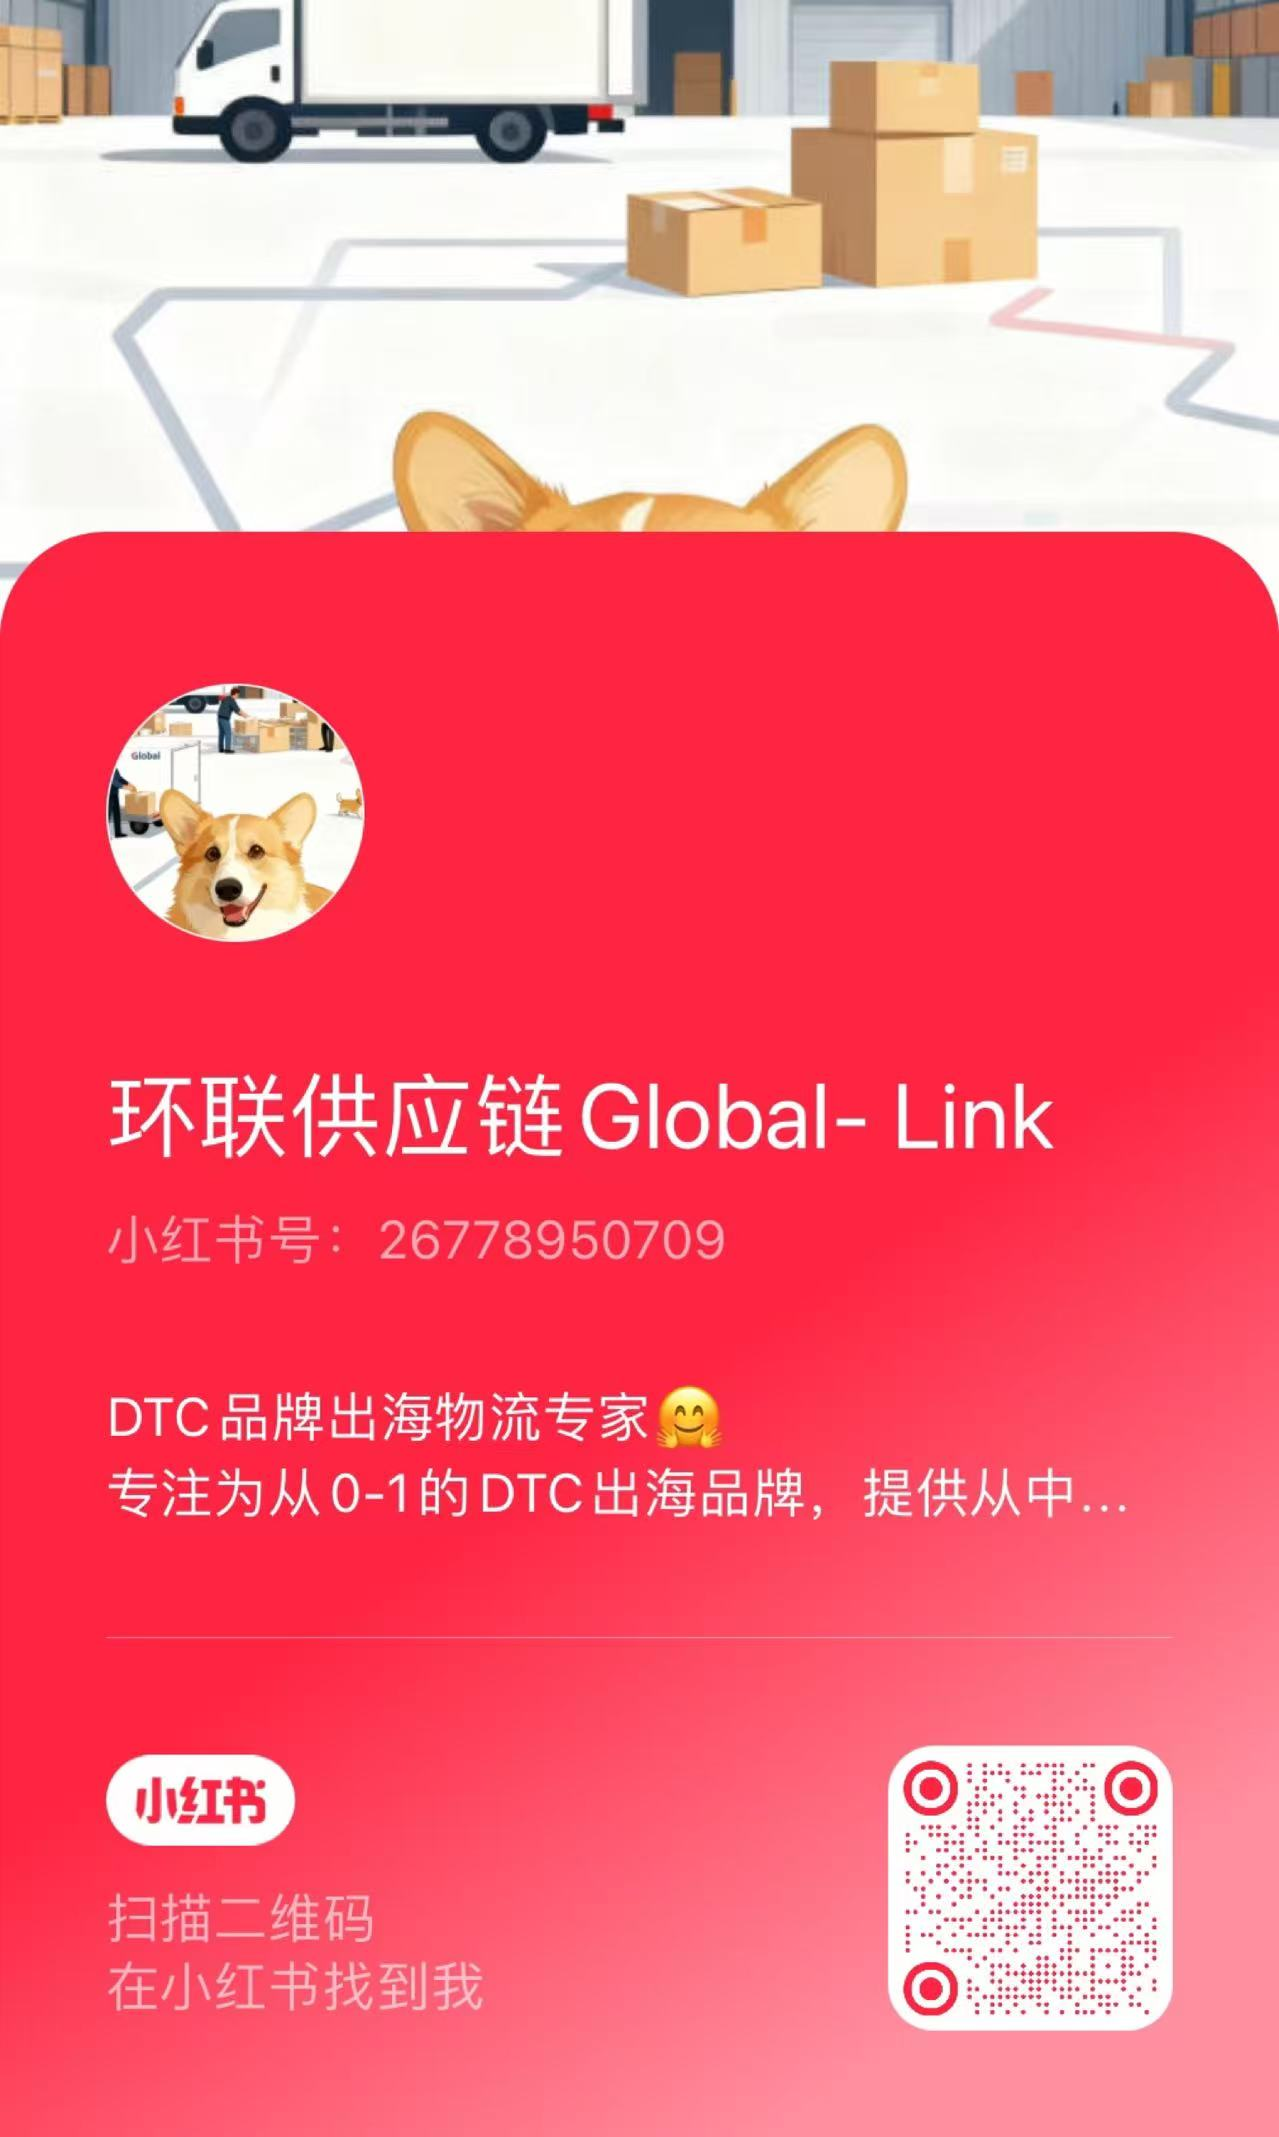 Global
环联供应链Global- Link
小红书号：26778950709
DTC品牌出海物流专家🤗
专注为从0-1的DTC出海品牌，提供从中...
小红书
扫描二维码
在小红书找到我